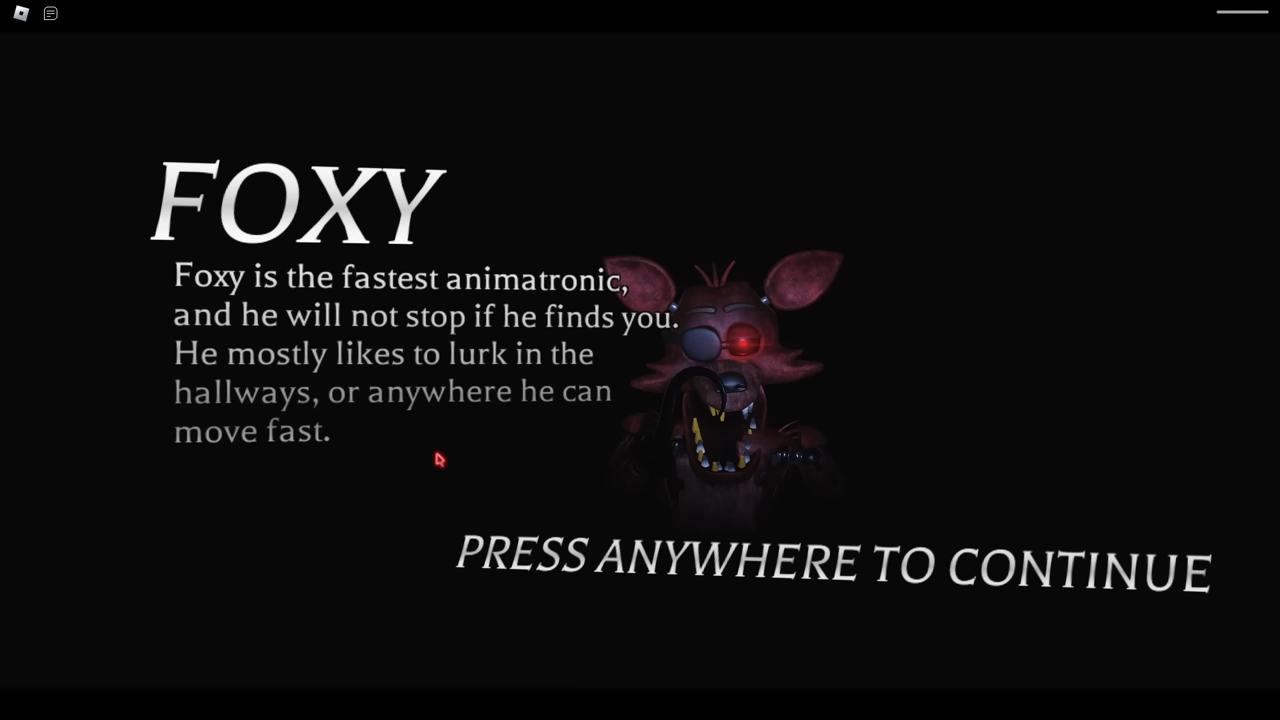 FOXY
Foxy is the fastest animatronic,
and he will not stop if he finds you.
He mostly likes to lurk in the
hallways, or anywhere he can
move fast.
PRESS ANYWHERE TO CONTINUE